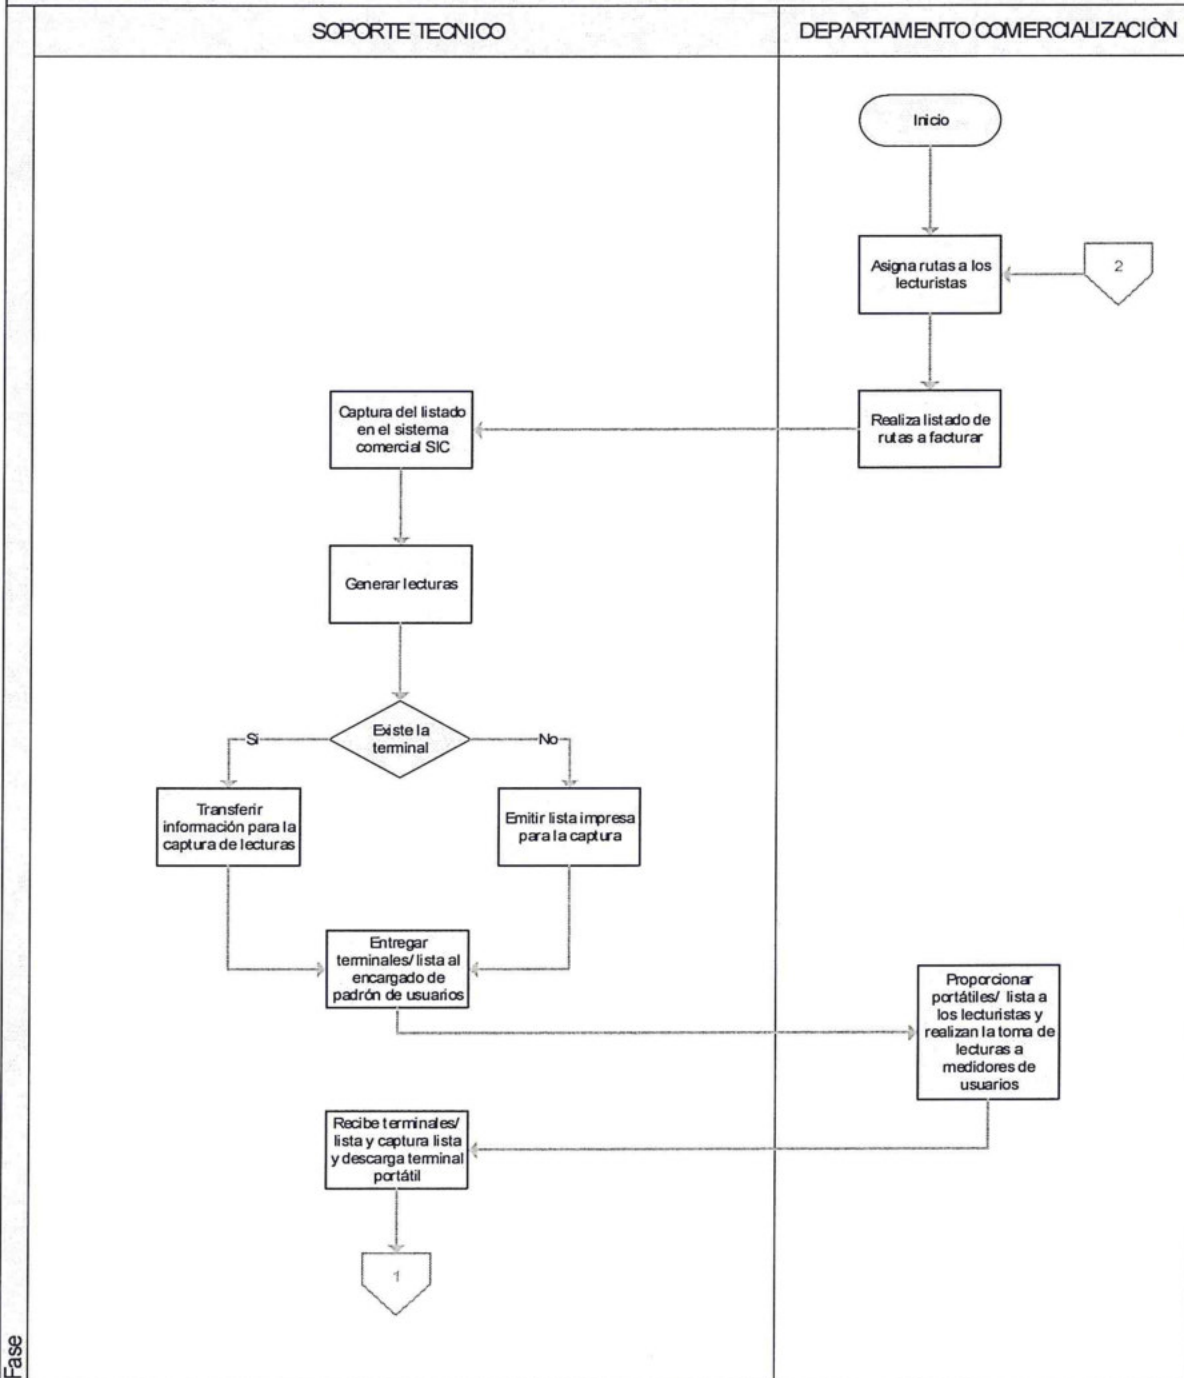 SOPORTE TECNICO
DEPARTAMENTO COMERCIALIZACIÒN
Inicio
Asigna rutas a los
lecturistas
2
Realiza listado de
rutas a facturar
Captura del listado
en el sistema
comercial SIC
Generar lecturas
Existe la
terminal
Si
No
Transferir
información para la
captura de lecturas
Emitir lista impresa
para la captura
Entregar
terminales/ lista al
encargado de
padrón de usuarios
Proporcionar
portátiles/ lista a
los lecturistas y
realizan la toma de
lecturas a
medidores de
usuarios
Recibe terminales/
lista y captura lista
y descarga terminal
portátil
1
Fase